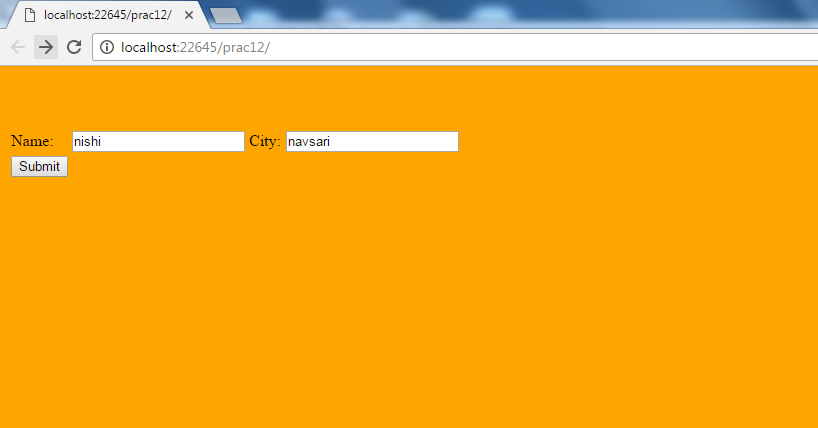 localhost:22645/prac12/
localhost:22645/prac12/
Name: nishi City: navsari
Submit